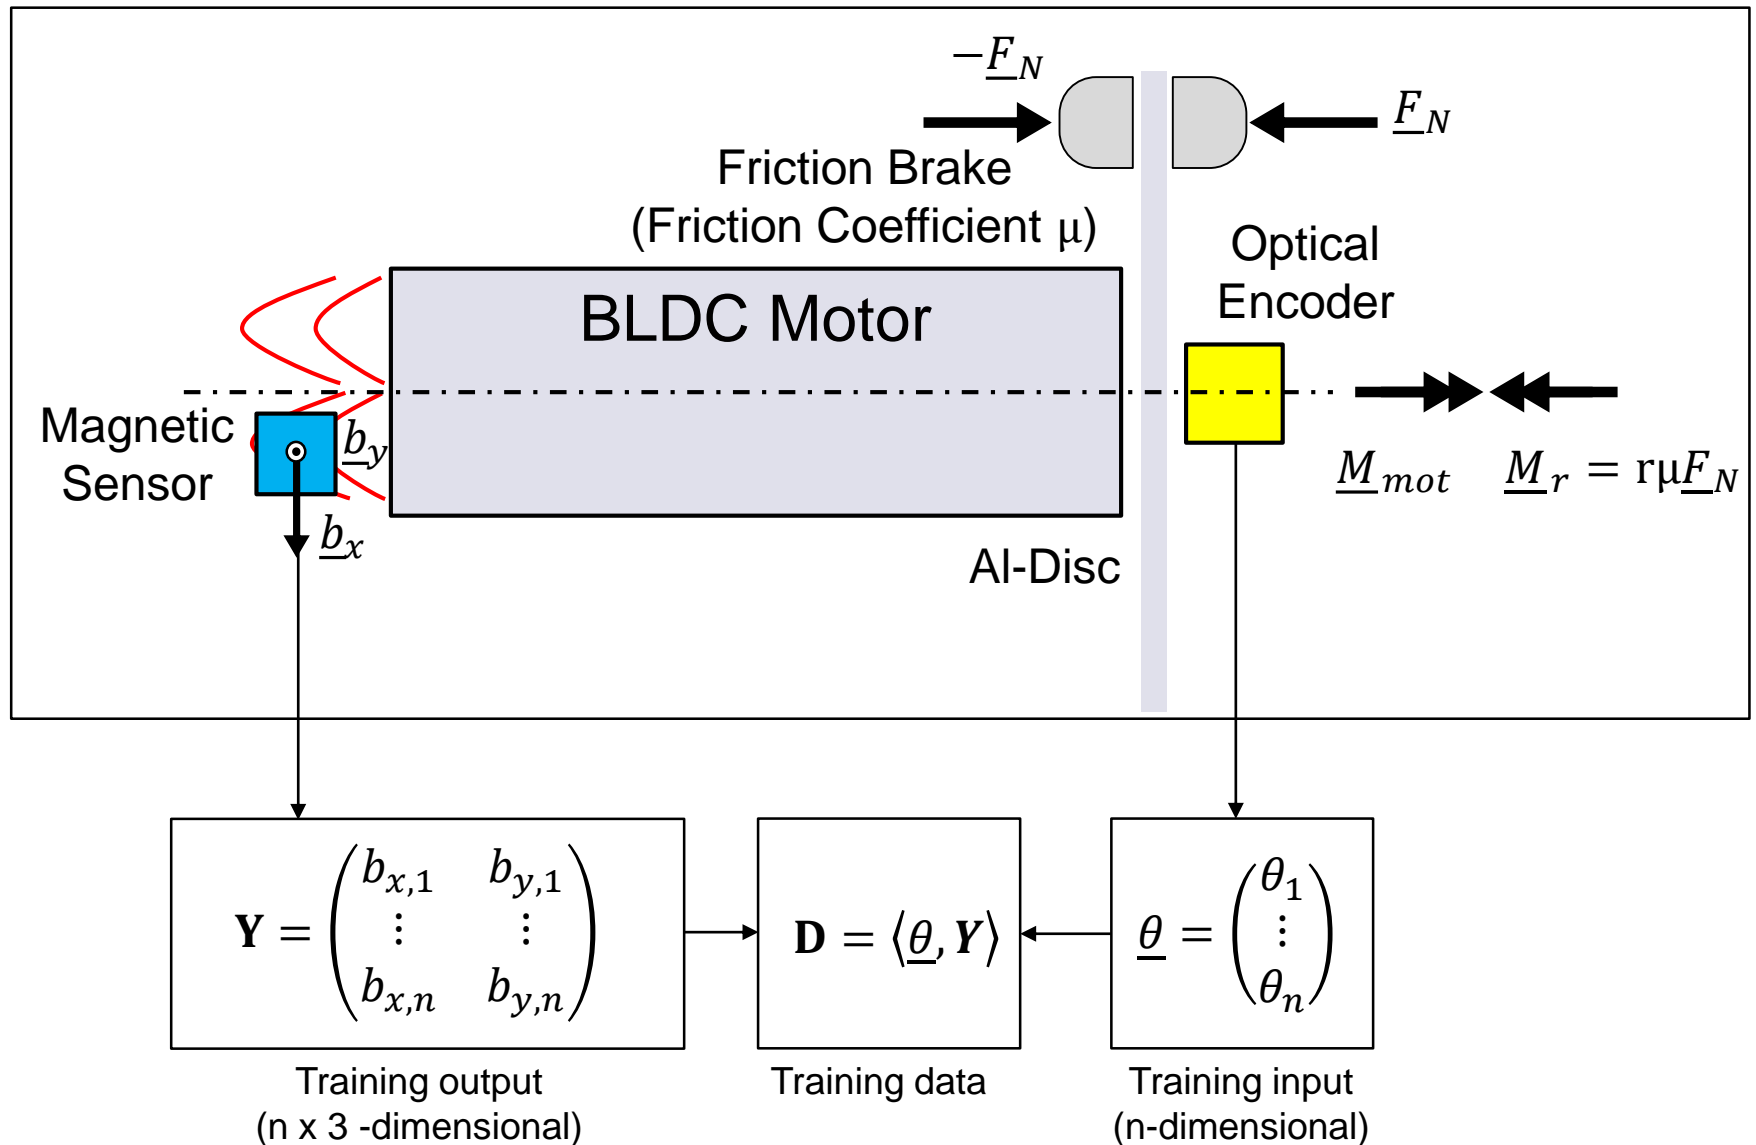 −F_N
F_N
Friction Brake
(Friction Coefficient μ)
Optical
Encoder
BLDC Motor
Magnetic
Sensor
b_y
b_x
M_mot M_r = rμF_N
Al-Disc
Y = ( b_x,1 b_y,1
⋮ ⋮
b_x,n b_y,n )
D = ⟨θ, Y⟩
θ = ( θ_1
⋮
θ_n )
Training output
(n x 3 -dimensional)
Training data
Training input
(n-dimensional)